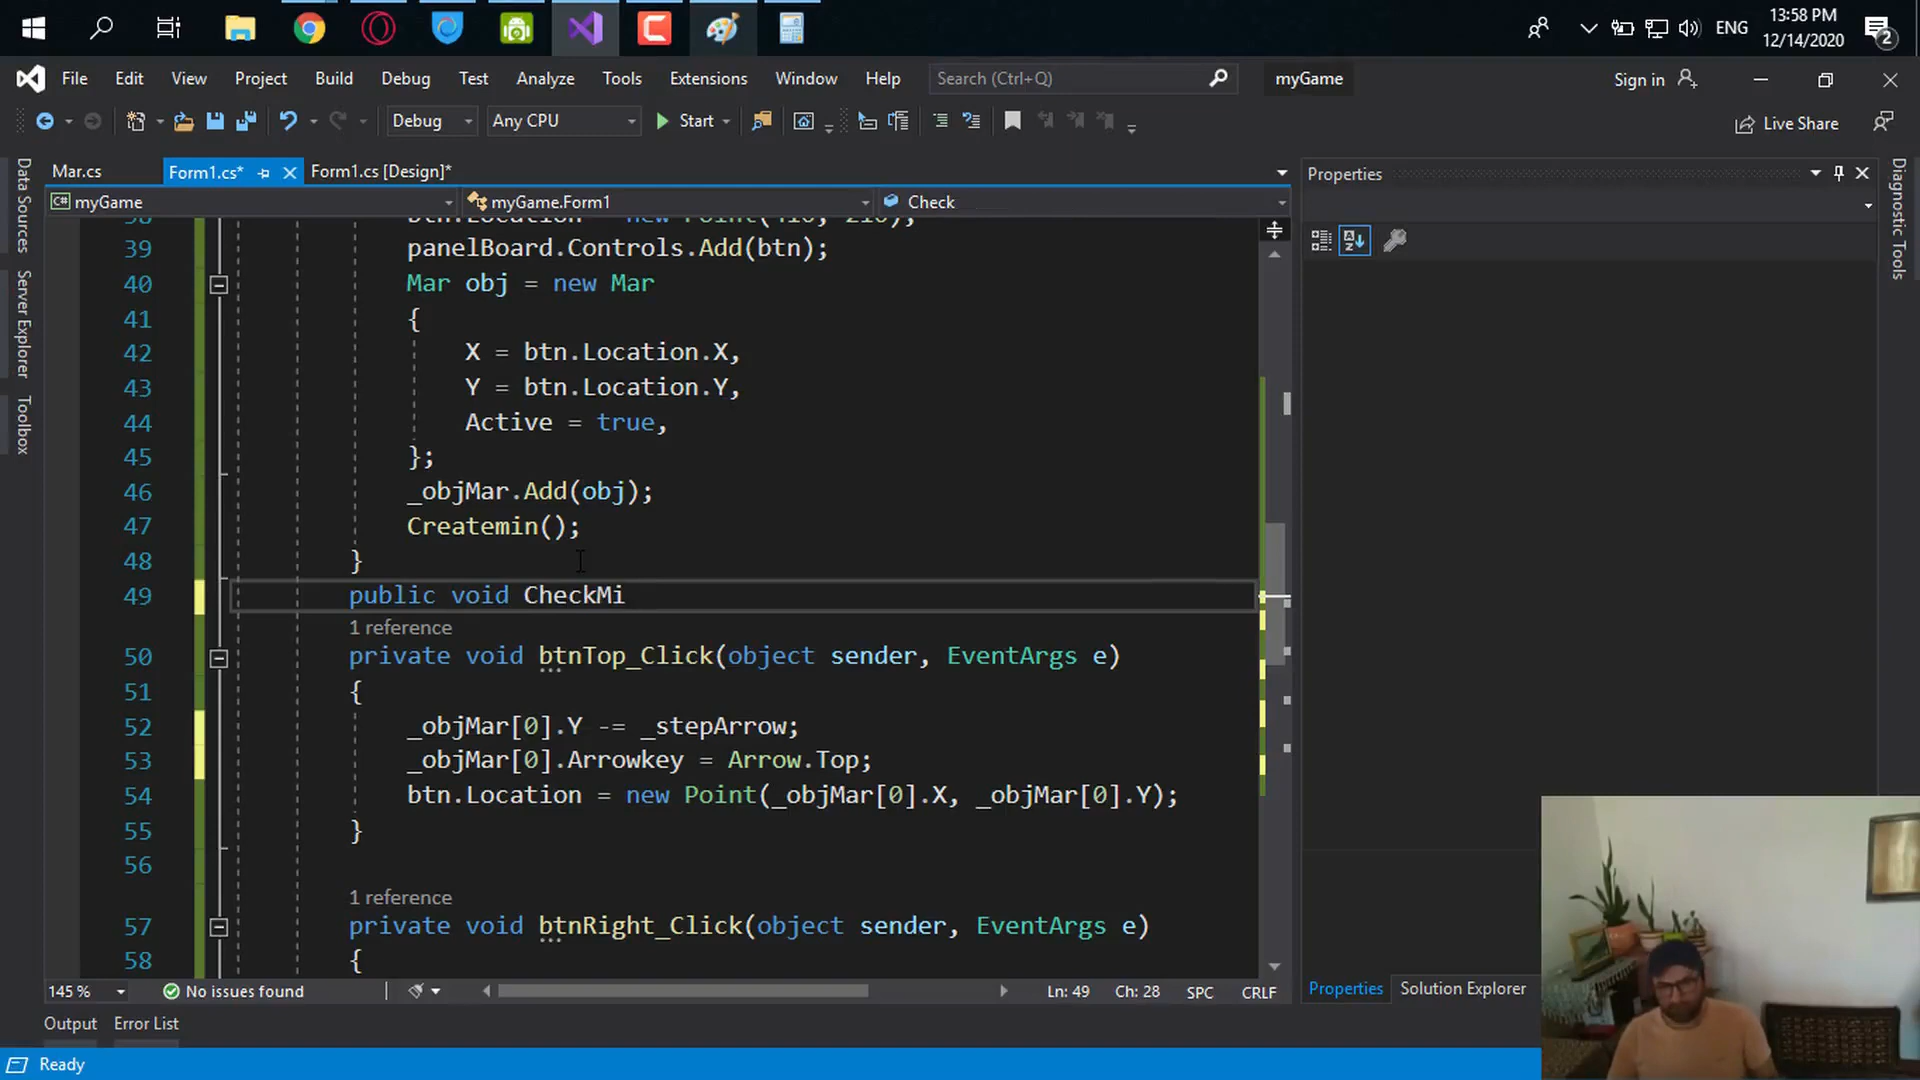 ENG
13:58 PM
12/14/2020
2
File Edit View Project Build Debug Test Analyze Tools Extensions Window Help Search (Ctrl+Q) myGame Sign in
Debug Any CPU Start Live Share
Mar.cs Form1.cs* Form1.cs [Design]*
myGame myGame.Form1 Check
39 panelBoard.Controls.Add(btn);
40 Mar obj = new Mar
41 {
42 X = btn.Location.X,
43 Y = btn.Location.Y,
44 Active = true,
45 };
46 _objMar.Add(obj);
47 Createmin();
48 }
49 public void CheckMi
1 reference
50 private void btnTop_Click(object sender, EventArgs e)
51 {
52 _objMar[0].Y -= _stepArrow;
53 _objMar[0].Arrowkey = Arrow.Top;
54 btn.Location = new Point(_objMar[0].X, _objMar[0].Y);
55 }
56
1 reference
57 private void btnRight_Click(object sender, EventArgs e)
58 {
145 % No issues found Ln: 49 Ch: 28 SPC CRLF
Output Error List
Ready
Data Sources
Server Explorer
Toolbox
Properties
Properties Solution Explorer
Diagnostic Tools